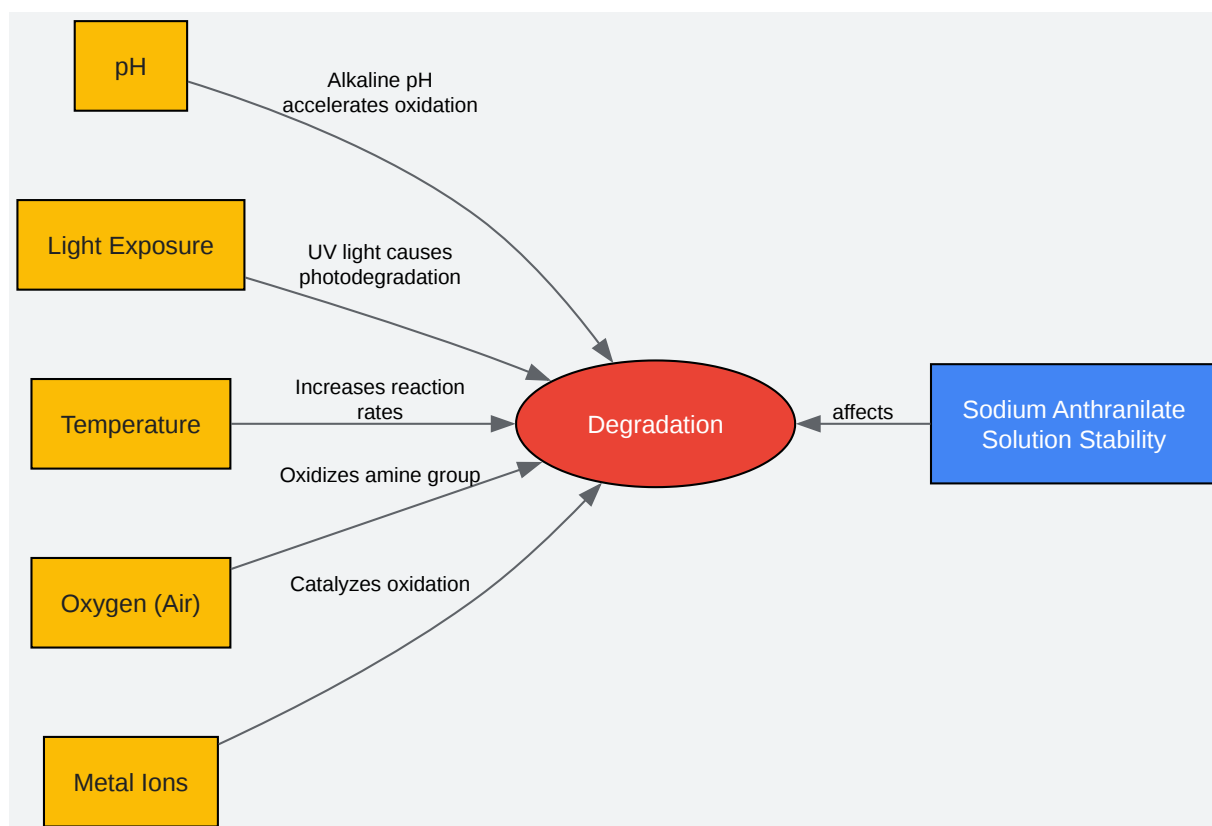 pH
Alkaline pH
accelerates oxidation
Light Exposure
UV light causes
photodegradation
Temperature
Increases reaction
rates
Degradation
affects
Sodium Anthranilate
Solution Stability
Oxidizes amine group
Oxygen (Air)
Catalyzes oxidation
Metal Ions